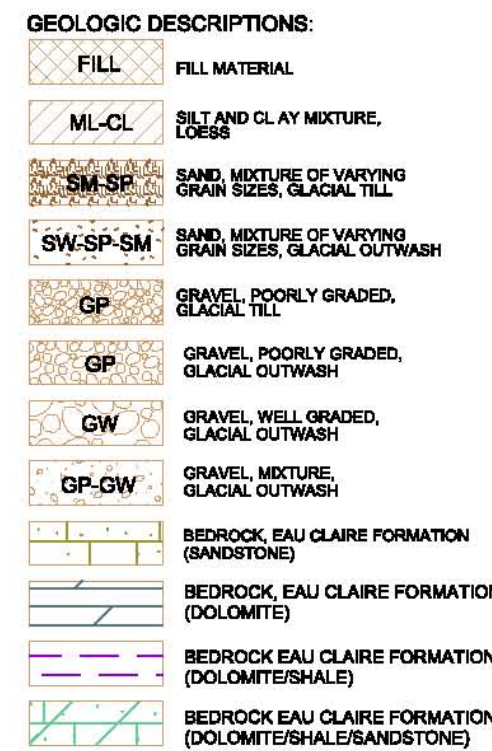 GEOLOGIC DESCRIPTIONS:
FILL
FILL MATERIAL
ML-CL
SILT AND CLAY MIXTURE,
LOESS
SM-SP
SAND, MIXTURE OF VARYING
GRAIN SIZES, GLACIAL TILL
SW-SP-SM
SAND, MIXTURE OF VARYING
GRAIN SIZES, GLACIAL OUTWASH
GP
GRAVEL, POORLY GRADED,
GLACIAL TILL
GP
GRAVEL, POORLY GRADED,
GLACIAL OUTWASH
GW
GRAVEL, WELL GRADED,
GLACIAL OUTWASH
GP-GW
GRAVEL, MIXTURE,
GLACIAL OUTWASH
BEDROCK, EAU CLAIRE FORMATION
(SANDSTONE)
BEDROCK, EAU CLAIRE FORMATION
(DOLOMITE)
BEDROCK EAU CLAIRE FORMATION
(DOLOMITE/SHALE)
BEDROCK EAU CLAIRE FORMATION
(DOLOMITE/SHALE/SANDSTONE)